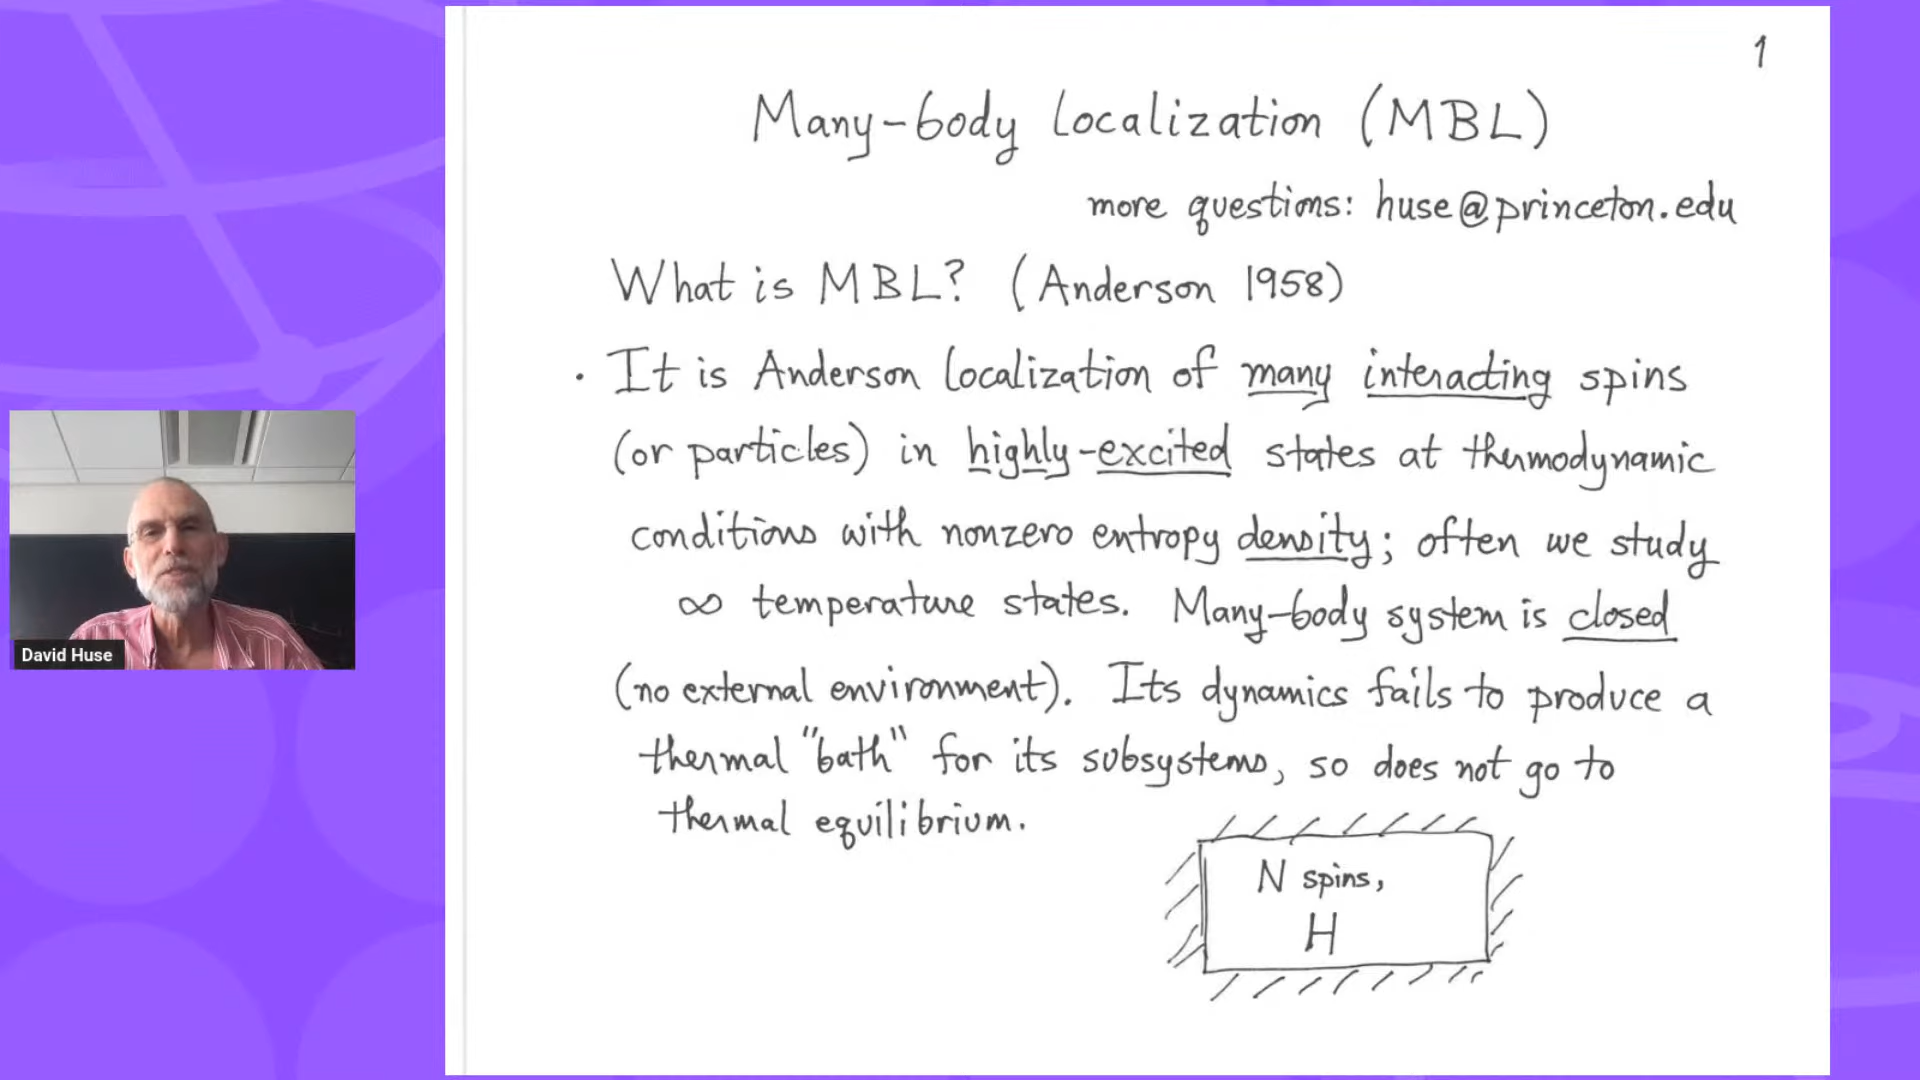 1
Many-body localization (MBL)
more questions: huse@princeton.edu
What is MBL? (Anderson 1958)
· It is Anderson localization of many interacting spins
(or particles) in highly-excited states at thermodynamic
conditions with nonzero entropy density; often we study
∞ temperature states. Many-body system is closed
(no external environment). Its dynamics fails to produce a
thermal "bath" for its subsystems, so does not go to
thermal equilibrium.
N spins,
H
David Huse